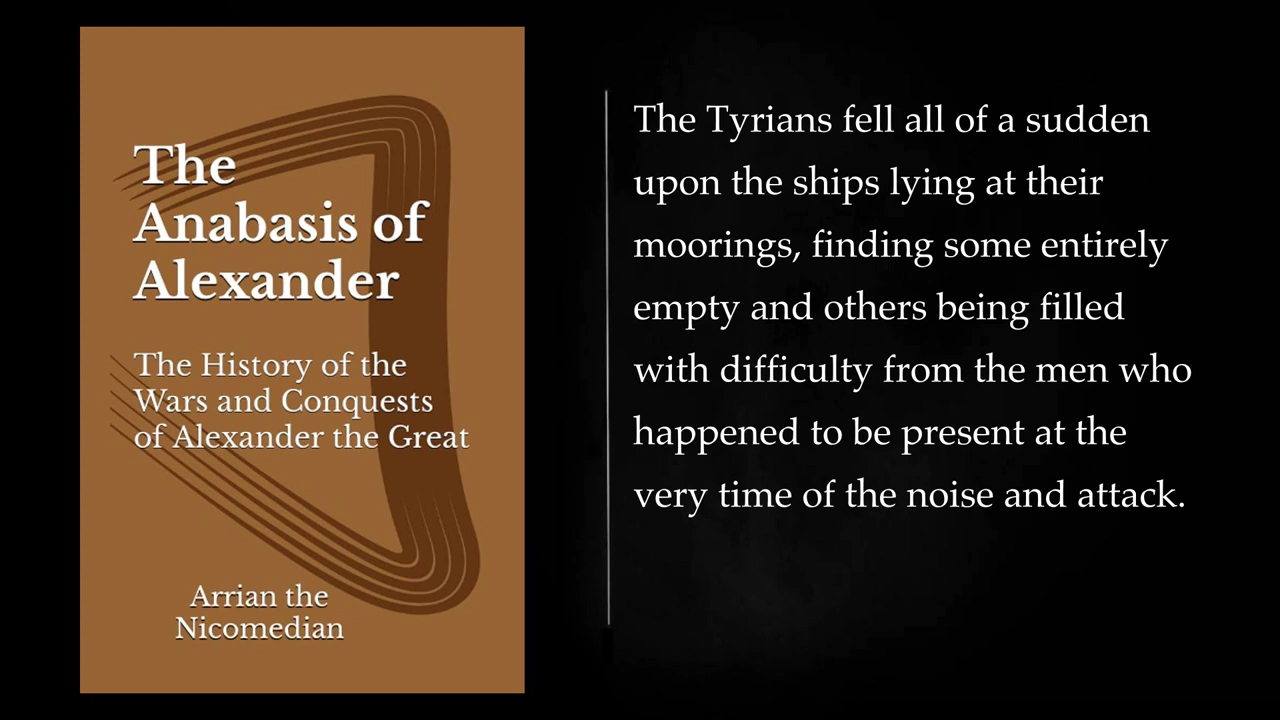 The
Anabasis of
Alexander
The History of the
Wars and Conquests
of Alexander the Great
Arrian the
Nicomedian
The Tyrians fell all of a sudden
upon the ships lying at their
moorings, finding some entirely
empty and others being filled
with difficulty from the men who
happened to be present at the
very time of the noise and attack.